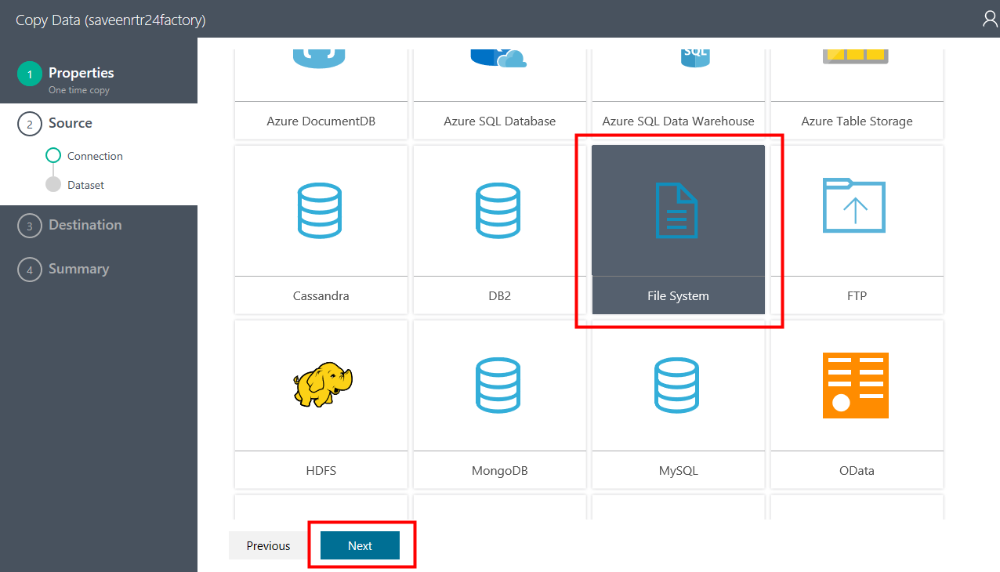 Copy Data (saveenrtr24factory)
1 Properties
One time copy
2 Source
Connection
Dataset
3 Destination
4 Summary
SQL
Azure DocumentDB Azure SQL Database Azure SQL Data Warehouse Azure Table Storage
Cassandra DB2 File System FTP
HDFS MongoDB MySQL OData
Previous Next